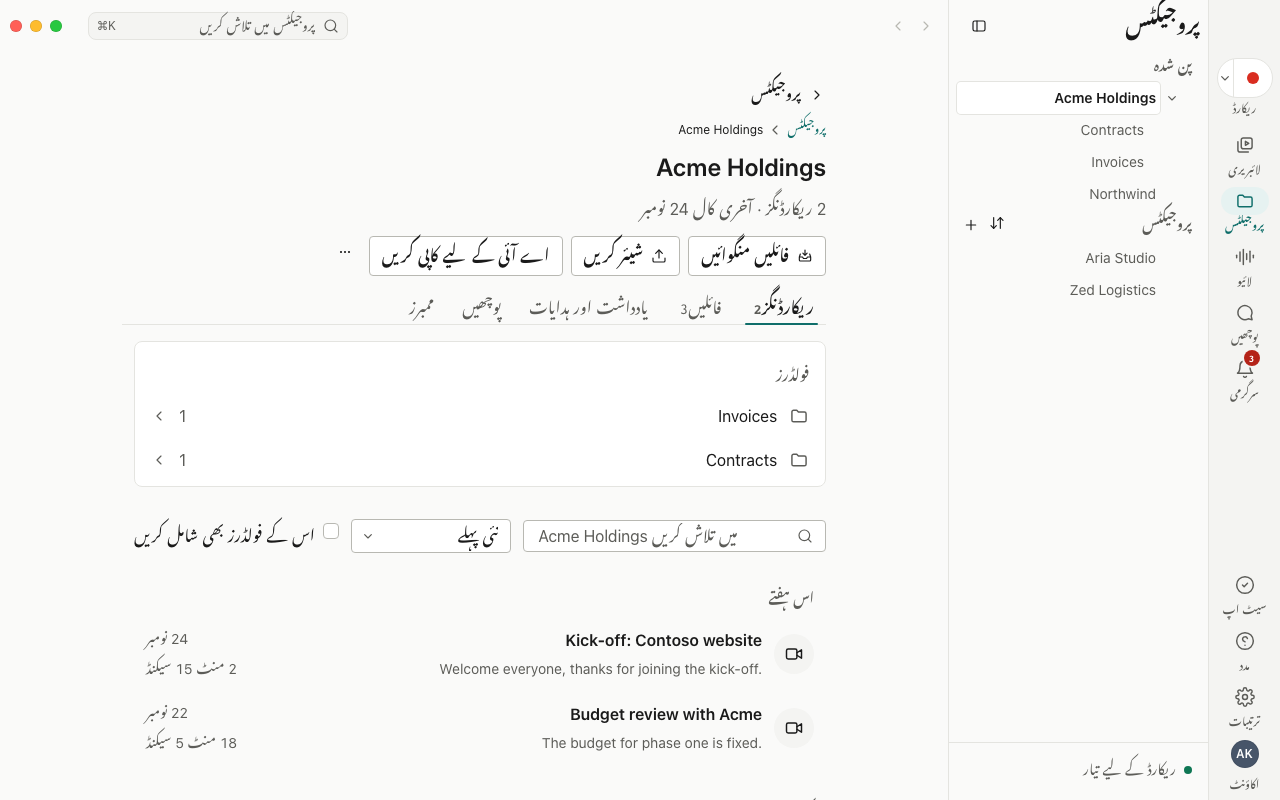 ریکارڈ
لائبریری
پروجیکٹس
لائیو
پوچھیں
3
سرگرمی
سیٹ اپ
مدد
ترتیبات
AK
اکاؤنٹ
پروجیکٹس
پن شدہ
Acme Holdings
Contracts
Invoices
Northwind
پروجیکٹس
Aria Studio
Zed Logistics
ریکارڈ کے لیے تیار
پروجیکٹس میں تلاش کریں ⌘K
پروجیکٹس
پروجیکٹس Acme Holdings
Acme Holdings
2 ریکارڈنگز · آخری کال 24 نومبر
فائلیں منگوائیں شیئر کریں اے آئی کے لیے کاپی کریں ...
ریکارڈنگز2 فائلیں3 یادداشت اور ہدایات پوچھیں ممبرز
فولڈرز
Invoices 1
Contracts 1
میں تلاش کریں Acme Holdings نئی پہلے اس کے فولڈرز بھی شامل کریں
اس ہفتے
Kick-off: Contoso website 24 نومبر
Welcome everyone, thanks for joining the kick-off. 2 منٹ 15 سیکنڈ
Budget review with Acme 22 نومبر
The budget for phase one is fixed. 18 منٹ 5 سیکنڈ